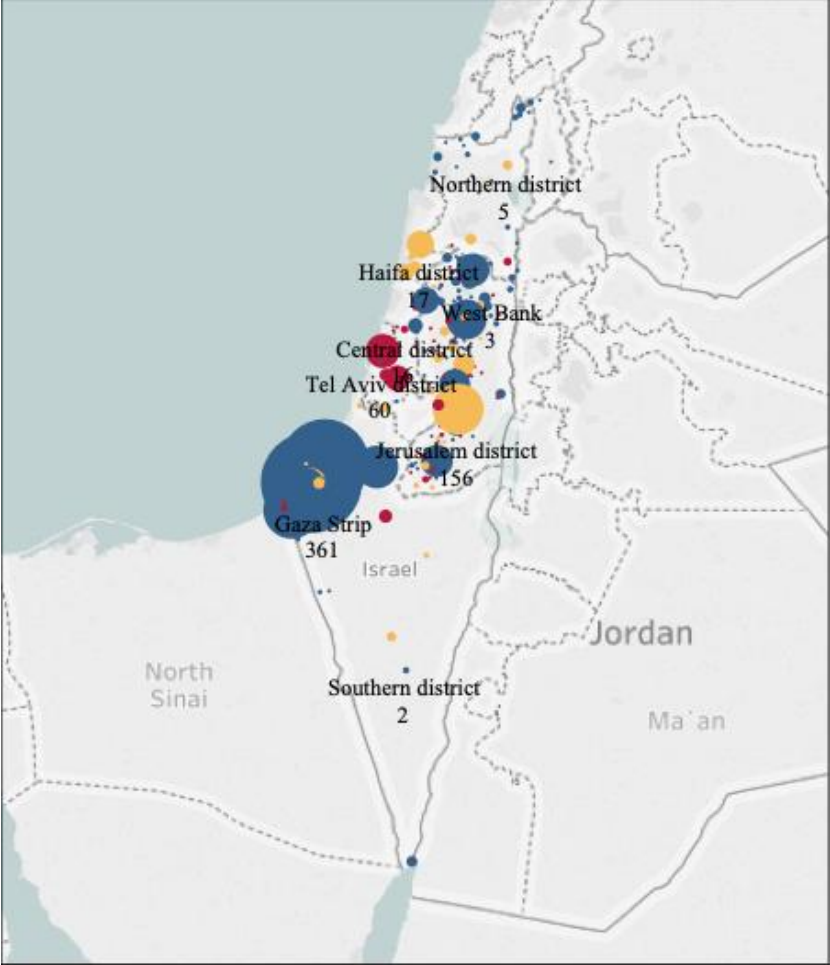 Northern district
5
Haifa district
17
West Bank
3
Central district
16
Tel Aviv district
60
Jerusalem district
156
Gaza Strip
361
Israel
Jordan
North
Sinai
Southern district
2
Ma'an